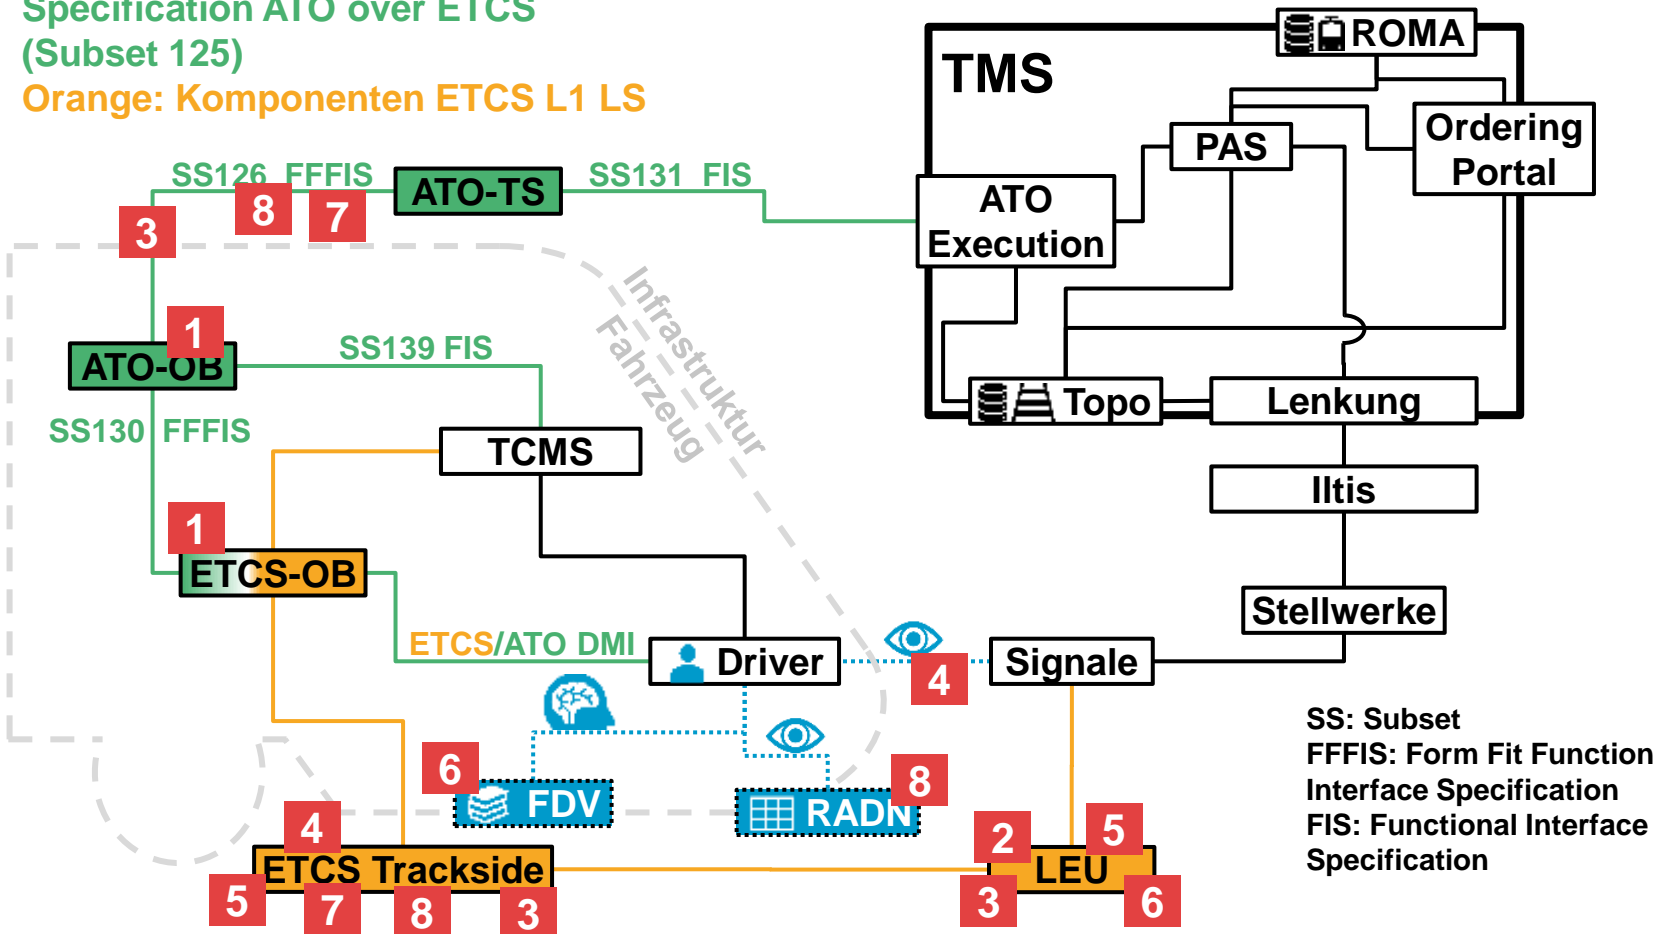 Specification ATO over ETCS
(Subset 125)
Orange: Komponenten ETCS L1 LS
TMS
ROMA
Ordering
Portal
PAS
ATO
Execution
SS126 FFFIS
ATO-TS
SS131 FIS
8
7
3
Infrastruktur
Fahrzeug
1
ATO-OB
SS139 FIS
Topo
Lenkung
SS130 FFFIS
TCMS
Iltis
1
ETCS-OB
Stellwerke
ETCS/ATO DMI
Driver
4
Signale
6
FDV
8
RADN
SS: Subset
FFFIS: Form Fit Function
Interface Specification
FIS: Functional Interface
Specification
4
ETCS Trackside
5
7
8
3
2
5
LEU
3
6